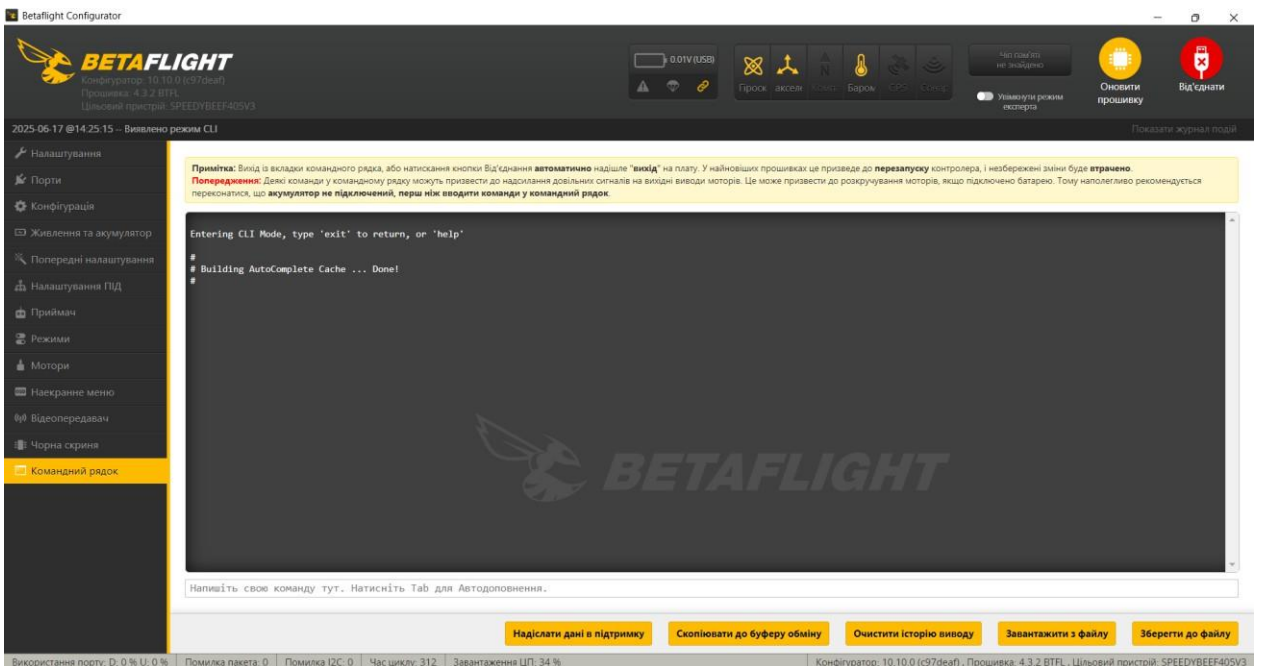 Betaflight Configurator
BETAFLIGHT
Конфігуратор: 10.10.0 (c97deaf)
Прошивка: 4.3.2 BTFL
Цільовий пристрій: SPEEDYBEEF405V3
0.01V (USB)
Гіроск
аксел
Баром
GPS
Чіп пам'яті
не знайдено
Увімкнути режим
експерта
Оновити
прошивку
Від'єднати
2025-06-17 @14:25:15 -- Виявлено режим CLI
Показати журнал подій
Налаштування
Порти
Конфігурація
Живлення та акумулятор
Попередні налаштування
Налаштування ПІД
Приймач
Режими
Мотори
Наекранне меню
Відеопередавач
Чорна скриня
Командний рядок
Примітка: Вихід із вкладки командного рядка, або натискання кнопки Від'єднання автоматично надішле "вихід" на плату. У найновіших прошивках це призведе до перезапуску контролера, і незбережені зміни буде втрачено.
Попередження: Деякі команди у командному рядку можуть призвести до надсилання довільних сигналів на вихідні виводи моторів. Це може призвести до розкручування моторів, якщо підключено батарею. Тому наполегливо рекомендується
переконатися, що акумулятор не підключений, перш ніж вводити команди у командний рядок.
Entering CLI Mode, type 'exit' to return, or 'help'
#
# Building AutoComplete Cache ... Done!
#
BETAFLIGHT
Напишіть свою команду тут. Натисніть Tab для Автодоповнення.
Надіслати дані в підтримку
Скопіювати до буферу обміну
Очистити історію виводу
Завантажити з файлу
Зберегти до файлу
Використання порту: D: 0 % U: 0 %
Помилка пакета: 0
Помилка I2C: 0
Час циклу: 312
Завантаження ЦП: 34 %
Конфігуратор: 10.10.0 (c97deaf) , Прошивка: 4.3.2 BTFL , Цільовий пристрій: SPEEDYBEEF405V3